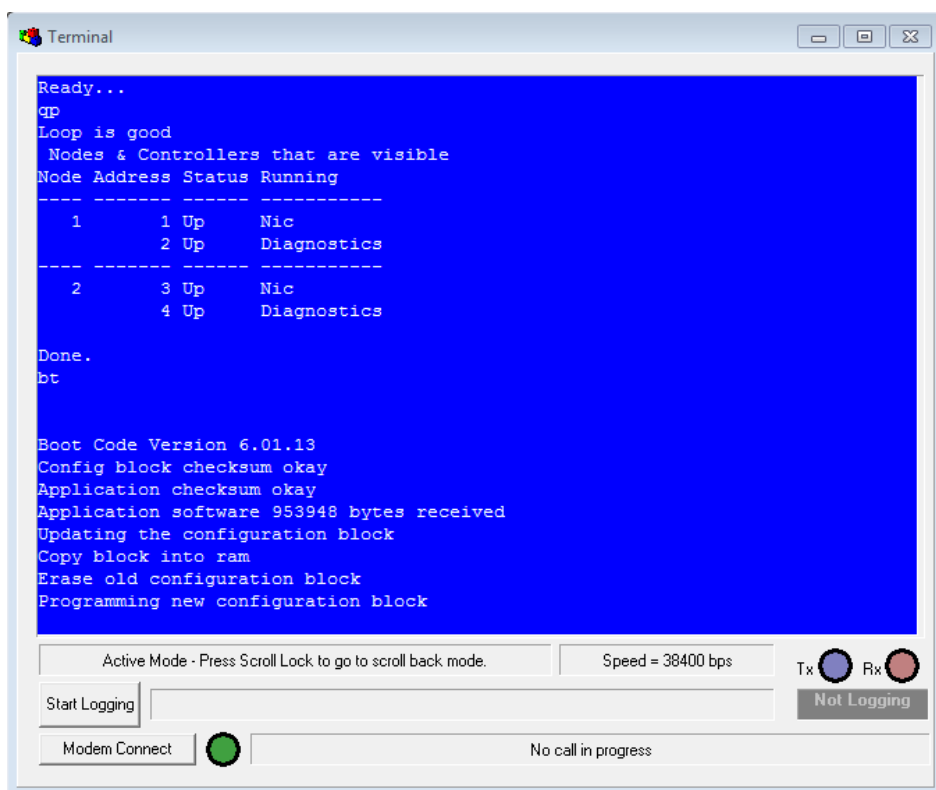 Terminal
Ready...
qp
Loop is good
 Nodes & Controllers that are visible
Node Address Status Running
---- ------- ------ -----------
   1       1 Up     Nic
           2 Up     Diagnostics
---- ------- ------ -----------
   2       3 Up     Nic
           4 Up     Diagnostics
Done.
bt
Boot Code Version 6.01.13
Config block checksum okay
Application checksum okay
Application software 953948 bytes received
Updating the configuration block
Copy block into ram
Erase old configuration block
Programming new configuration block
Active Mode - Press Scroll Lock to go to scroll back mode. Speed = 38400 bps Tx Rx
Start Logging Not Logging
Modem Connect No call in progress